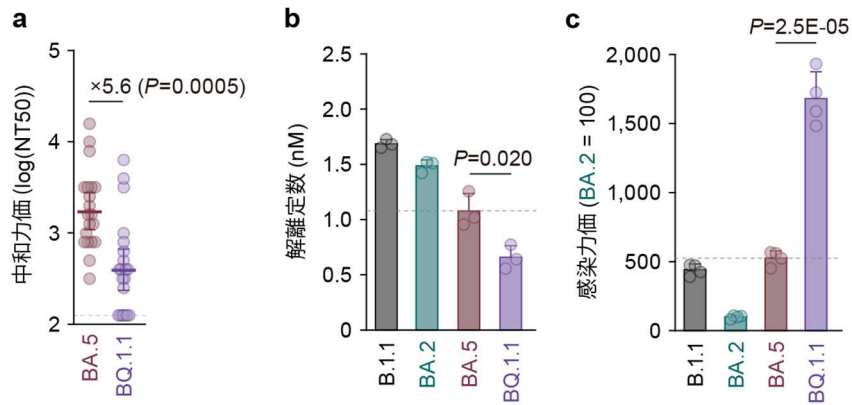 a
中和力価 (log(NT50))
5
4
3
2
×5.6 (P=0.0005)
BA.5
BQ.1.1
b
解離定数 (nM)
2.5
2.0
1.5
1.0
0.5
0
P=0.020
B.1.1
BA.2
BA.5
BQ.1.1
c
感染力価 (BA.2 = 100)
P=2.5E-05
2,000
1,500
1,000
500
0
B.1.1
BA.2
BA.5
BQ.1.1